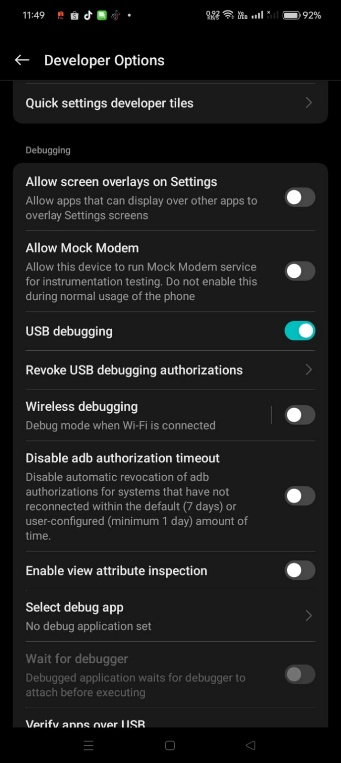 11:49
92%
Developer Options
Quick settings developer tiles
Debugging
Allow screen overlays on Settings
Allow apps that can display over other apps to
overlay Settings screens
Allow Mock Modem
Allow this device to run Mock Modem service
for instrumentation testing. Do not enable this
during normal usage of the phone
USB debugging
Revoke USB debugging authorizations
Wireless debugging
Debug mode when Wi-Fi is connected
Disable adb authorization timeout
Disable automatic revocation of adb
authorizations for systems that have not
reconnected within the default (7 days) or
user-configured (minimum 1 day) amount of
time.
Enable view attribute inspection
Select debug app
No debug application set
Wait for debugger
Debugged application waits for debugger to
attach before executing
Verify apps over USB